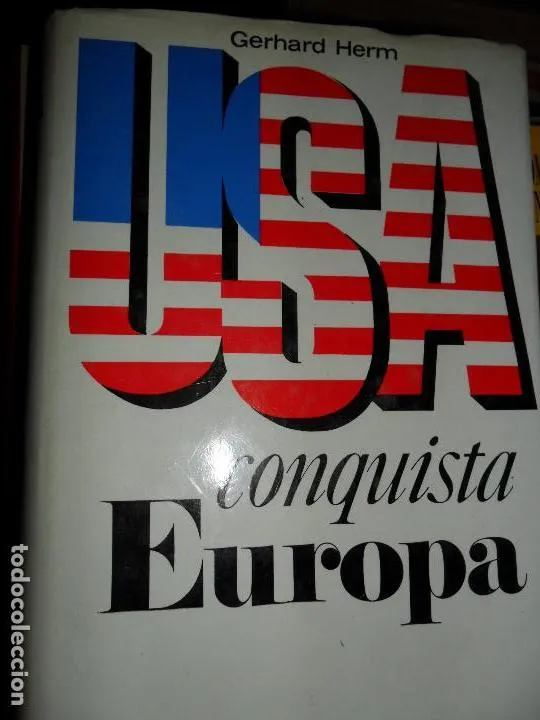 Gerhard Herm
USA
conquista
Europa
todocoleccion